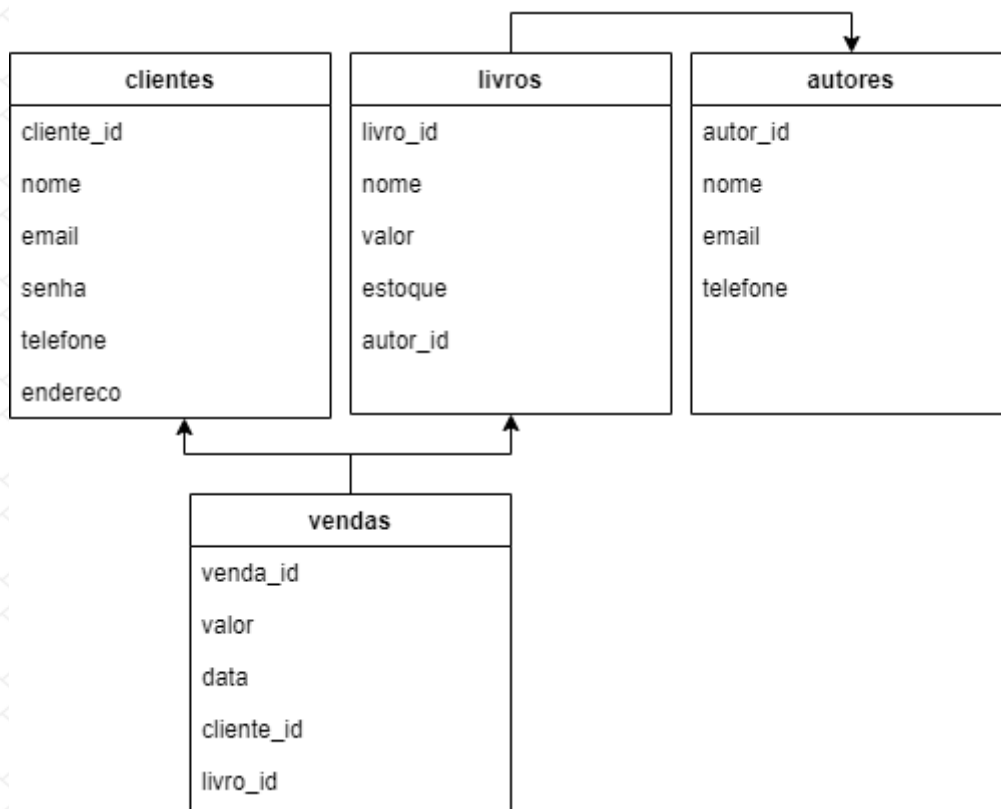 clientes
cliente_id
nome
email
senha
telefone
endereco
livros
livro_id
nome
valor
estoque
autor_id
autores
autor_id
nome
email
telefone
vendas
venda_id
valor
data
cliente_id
livro_id